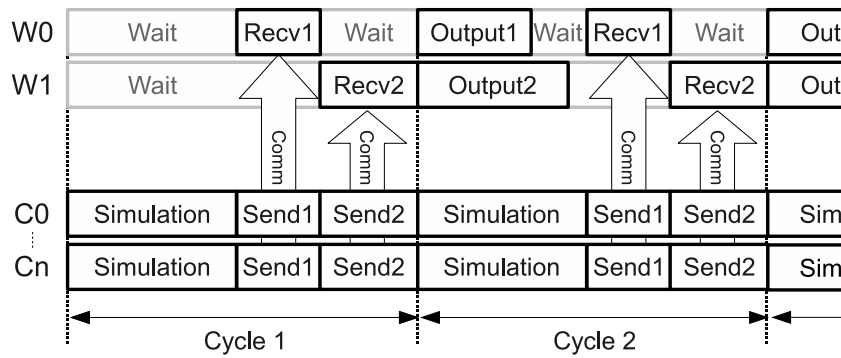 W0 Wait Recv1 Wait Output1 Wait Recv1 Wait Out
W1 Wait Recv2 Output2 Recv2 Out
Comm Comm Comm Comm
C0 Simulation Send1 Send2 Simulation Send1 Send2 Sim
Cn Simulation Send1 Send2 Simulation Send1 Send2 Sim
Cycle 1 Cycle 2